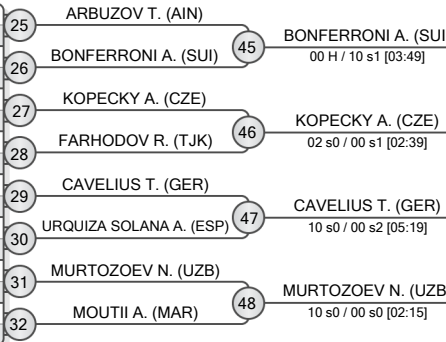 25
ARBUZOV T. (AIN)
26
BONFERRONI A. (SUI)
45
BONFERRONI A. (SUI
00 H / 10 s1 [03:49]
27
KOPECKY A. (CZE)
28
FARHODOV R. (TJK)
46
KOPECKY A. (CZE)
02 s0 / 00 s1 [02:39]
29
CAVELIUS T. (GER)
30
URQUIZA SOLANA A. (ESP)
47
CAVELIUS T. (GER)
10 s0 / 00 s2 [05:19]
31
MURTOZOEV N. (UZB)
32
MOUTII A. (MAR)
48
MURTOZOEV N. (UZB
10 s0 / 00 s0 [02:15]